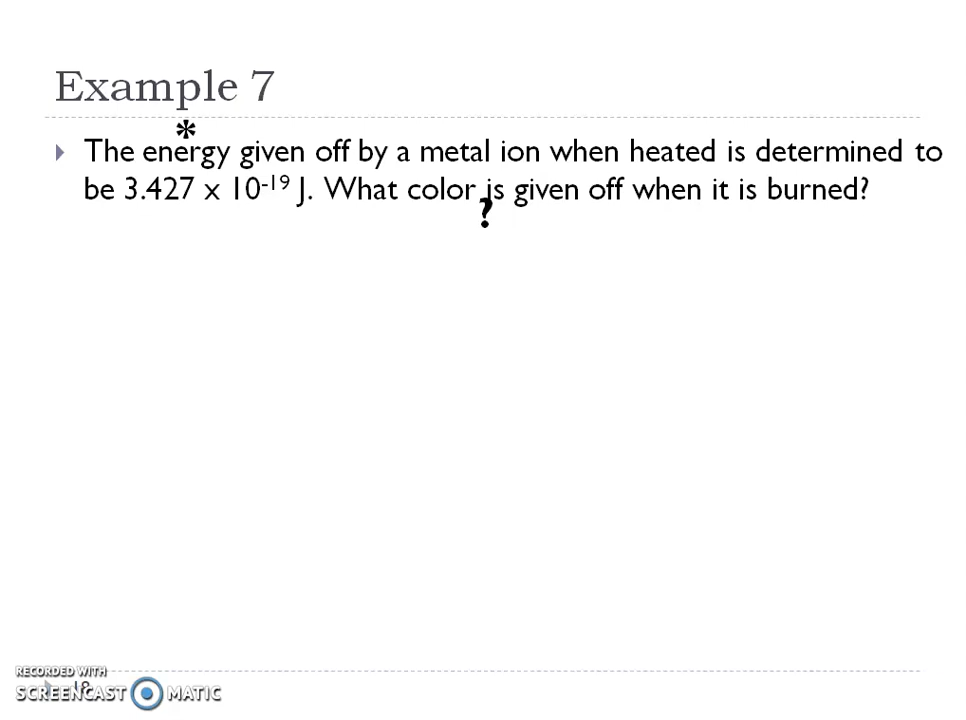 Example 7
*
The energy given off by a metal ion when heated is determined to
be 3.427 x 10⁻¹⁹ J. What color is given off when it is burned?
?
RECORDED WITH
SCREENCAST MATIC